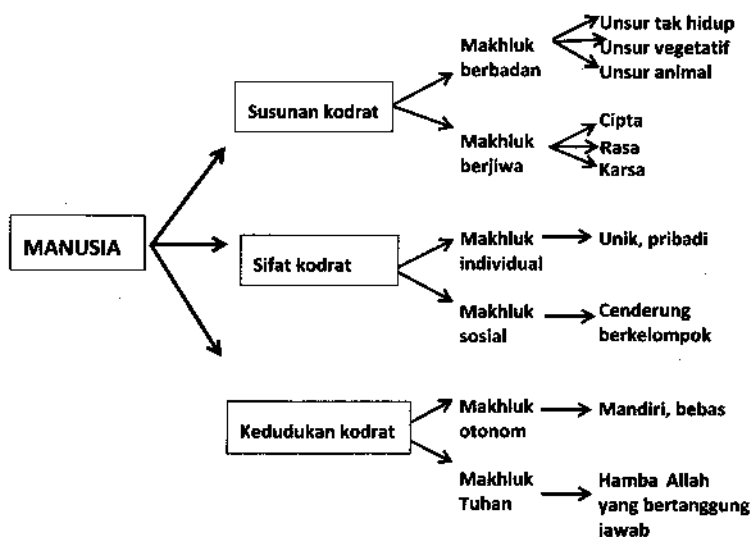 MANUSIA
Susunan kodrat
Makhluk
berbadan
Unsur tak hidup
Unsur vegetatif
Unsur animal
Makhluk
berjiwa
Cipta
Rasa
Karsa
Sifat kodrat
Makhluk
individual
Unik, pribadi
Makhluk
sosial
Cenderung
berkelompok
Kedudukan kodrat
Makhluk
otonom
Mandiri, bebas
Makhluk
Tuhan
Hamba Allah
yang bertanggung
jawab